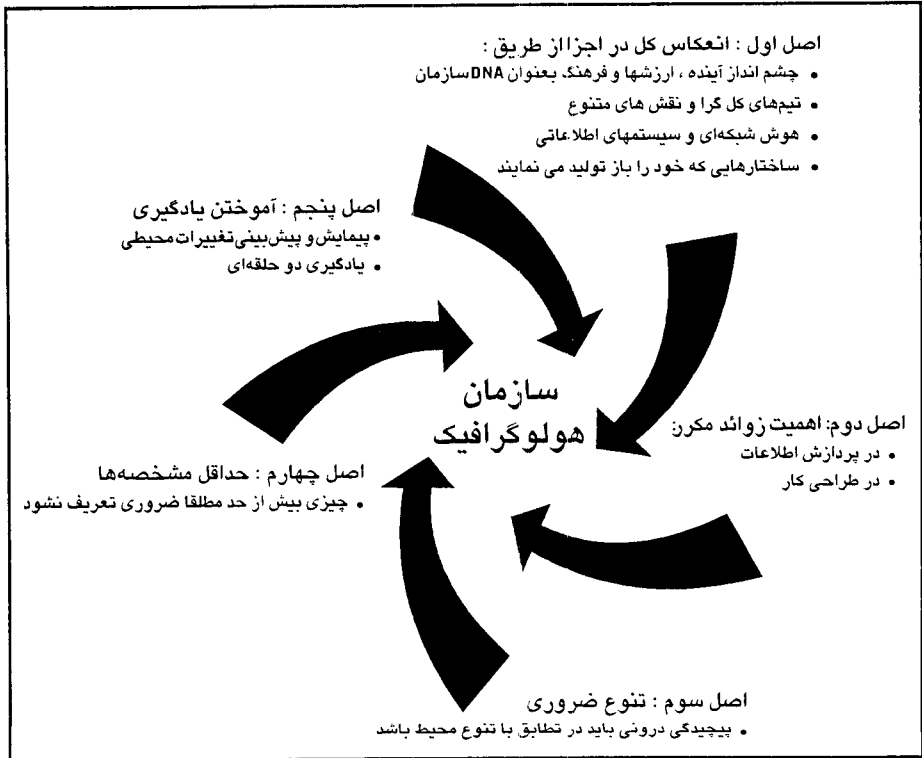 اصل اول : انعکاس کل در اجزا از طریق :
• چشم انداز آینده ، ارزشها و فرهنگ بعنوان DNA سازمان
• تیم‌های کل گرا و نقش های متنوع
• هوش شبکه‌ای و سیستمهای اطلاعاتی
• ساختارهایی که خود را باز تولید می نمایند
اصل دوم: اهمیت زوائد مکرر:
• در پردازش اطلاعات
• در طراحی کار
اصل سوم : تنوع ضروری
• پیچیدگی درونی باید در تطابق با تنوع محیط باشد
اصل چهارم : حداقل مشخصه‌ها
• چیزی بیش از حد مطلقا ضروری تعریف نشود
اصل پنجم : آموختن یادگیری
• پیمایش و پیش‌بینی تغییرات محیطی
• یادگیری دو حلقه‌ای
سازمان
هولوگرافیک